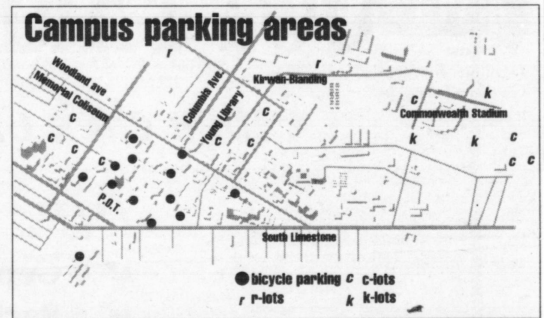 Campus parking areas
r
r
Woodland ave
Columbia Ave.
Kirwan-Blanding
k
Memorial Coliseum
c
Commonwealth Stadium
c
Young Library
c
c
c
c
k
k
c
c
c
c
c
c
P.O.T.
South Limestone
r
bicycle parking c c-lots
r r-lots k k-lots